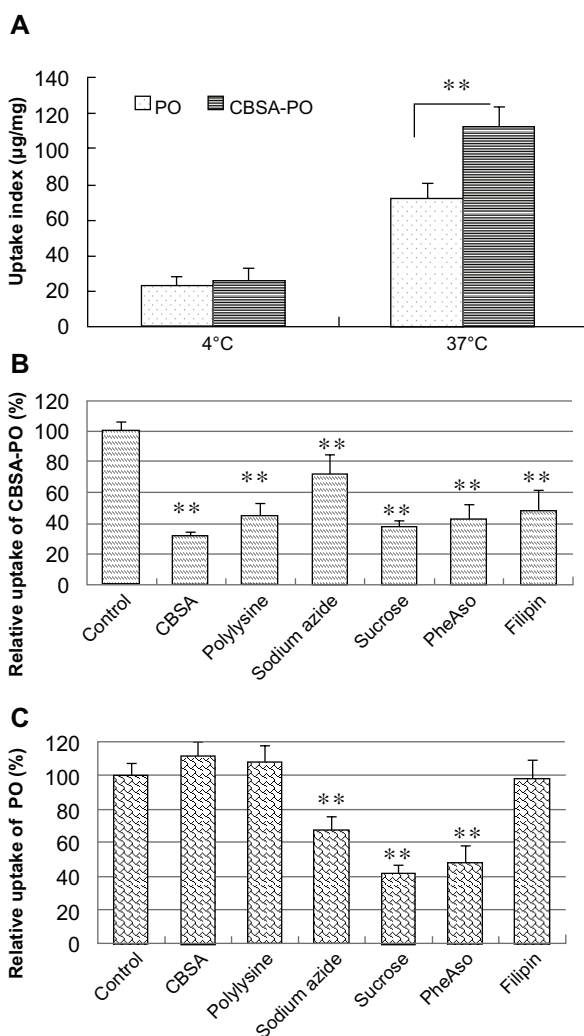 A
Uptake index (µg/mg)
140
120
100
80
60
40
20
0
PO
CBSA-PO
**
4°C
37°C
B
Relative uptake of CBSA-PO (%)
120
100
80
60
40
20
0
**
**
**
**
**
**
Control
CBSA
Polylysine
Sodium azide
Sucrose
PheAso
Filipin
C
Relative uptake of PO (%)
120
100
80
60
40
20
0
**
**
**
Control
CBSA
Polylysine
Sodium azide
Sucrose
PheAso
Filipin